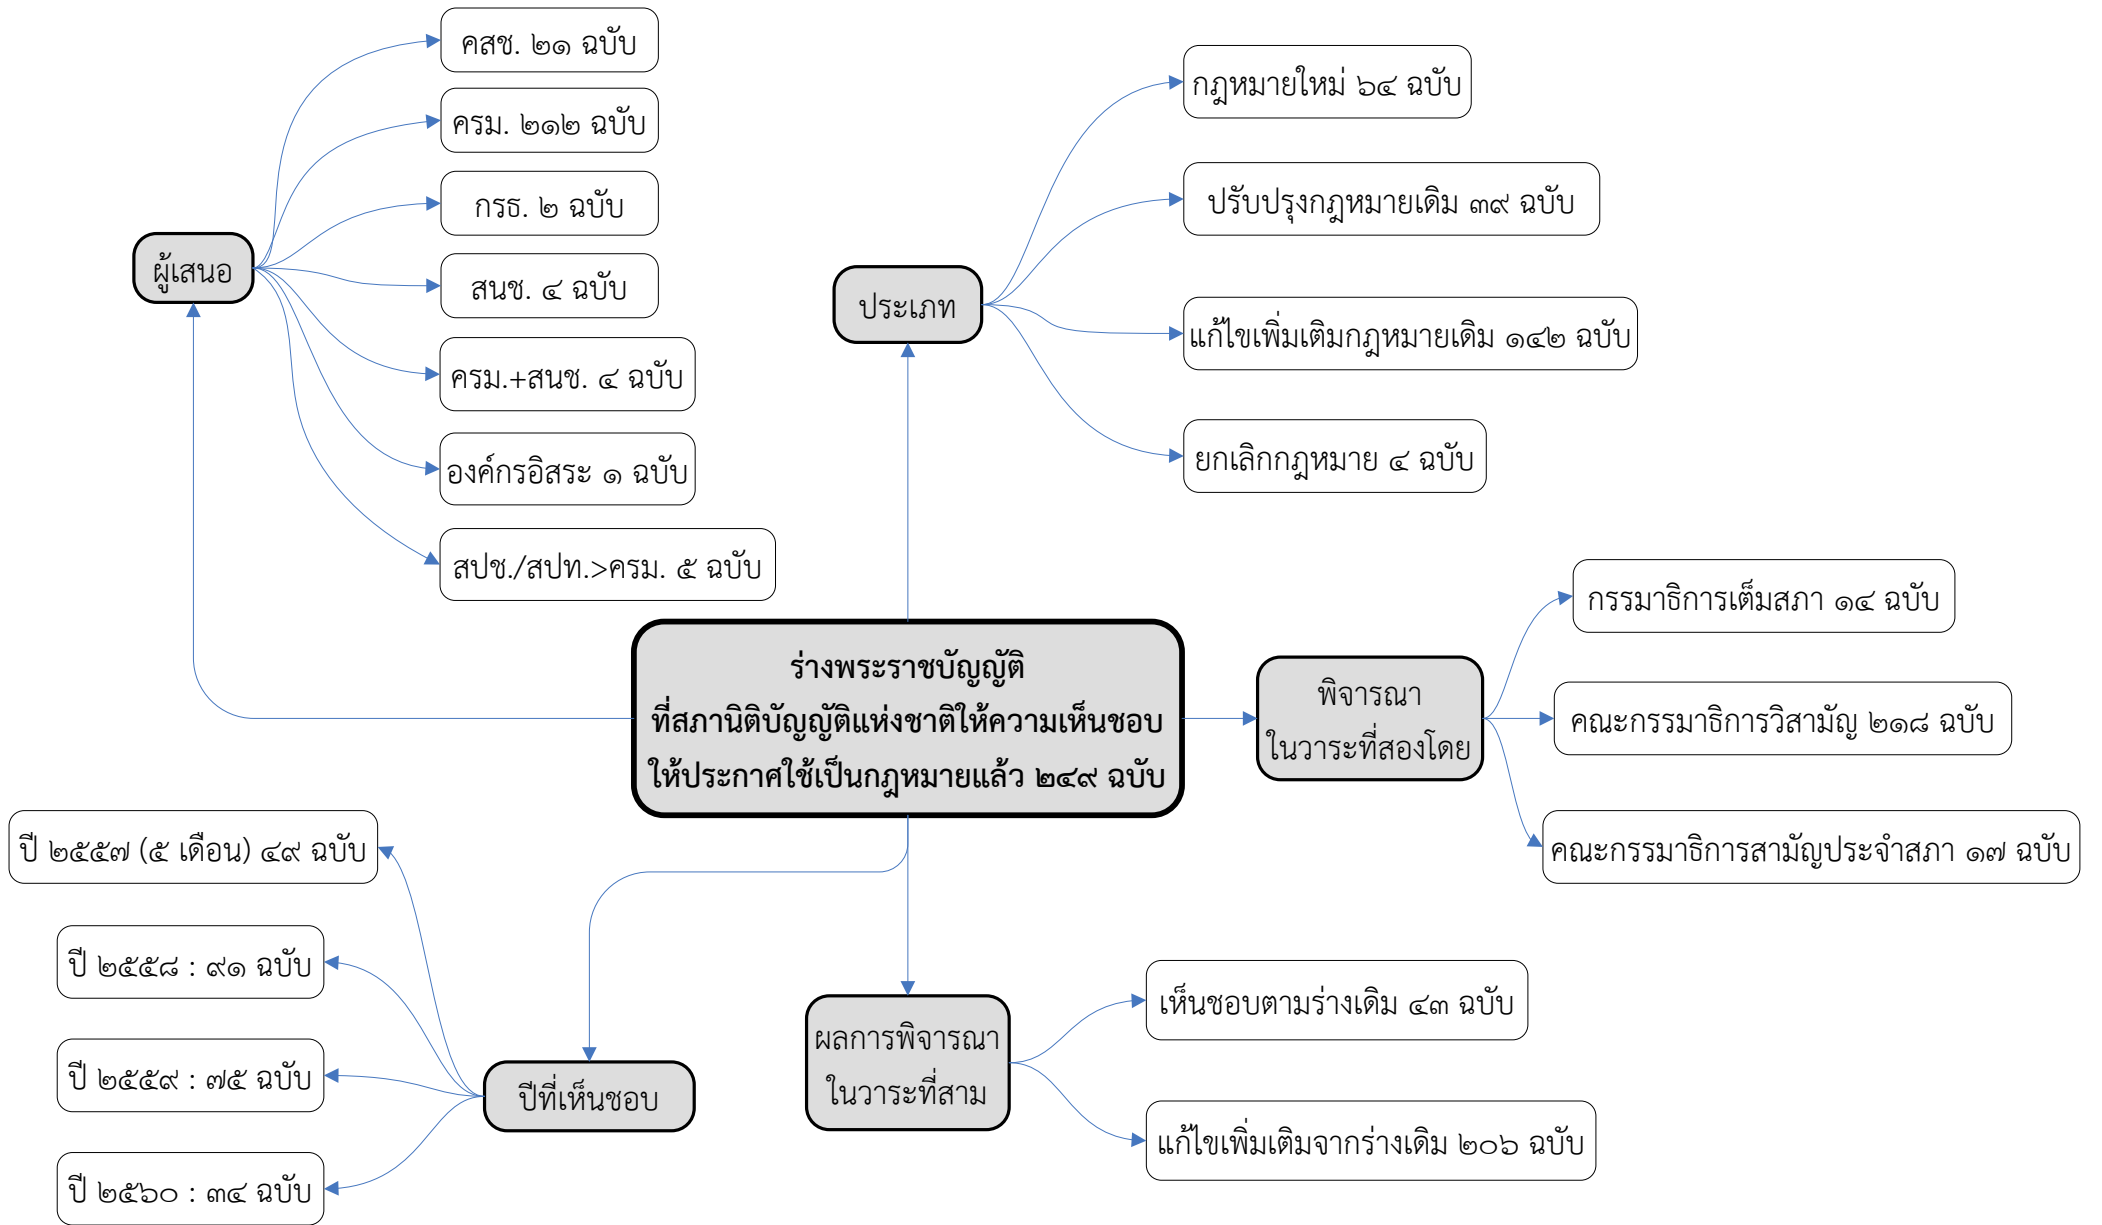 คสช. ๒๑ ฉบับ
ครม. ๒๑๒ ฉบับ
กรธ. ๒ ฉบับ
สนช. ๔ ฉบับ
ครม.+สนช. ๔ ฉบับ
องค์กรอิสระ ๑ ฉบับ
สปช./สปท.>ครม. ๕ ฉบับ
ผู้เสนอ
กฎหมายใหม่ ๖๔ ฉบับ
ปรับปรุงกฎหมายเดิม ๓๙ ฉบับ
แก้ไขเพิ่มเติมกฎหมายเดิม ๑๔๒ ฉบับ
ยกเลิกกฎหมาย ๔ ฉบับ
ประเภท
ร่างพระราชบัญญัติ
ที่สภานิติบัญญัติแห่งชาติให้ความเห็นชอบ
ให้ประกาศใช้เป็นกฎหมายแล้ว ๒๔๙ ฉบับ
พิจารณา
ในวาระที่สองโดย
กรรมาธิการเต็มสภา ๑๔ ฉบับ
คณะกรรมาธิการวิสามัญ ๒๑๘ ฉบับ
คณะกรรมาธิการสามัญประจำสภา ๑๗ ฉบับ
ปี ๒๕๕๗ (๕ เดือน) ๔๙ ฉบับ
ปี ๒๕๕๘ : ๙๑ ฉบับ
ปี ๒๕๕๙ : ๗๕ ฉบับ
ปี ๒๕๖๐ : ๓๔ ฉบับ
ปีที่เห็นชอบ
ผลการพิจารณา
ในวาระที่สาม
เห็นชอบตามร่างเดิม ๔๓ ฉบับ
แก้ไขเพิ่มเติมจากร่างเดิม ๒๐๖ ฉบับ